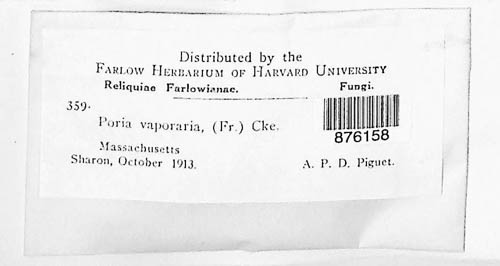 Distributed by the
FARLOW HERBARIUM OF HARVARD UNIVERSITY
Reliquiae Farlowianae. Fungi.
359.
Poria vaporaria, (Fr.) Cke.
876158
Massachusetts
Sharon, October 1913. A. P. D. Piguet.